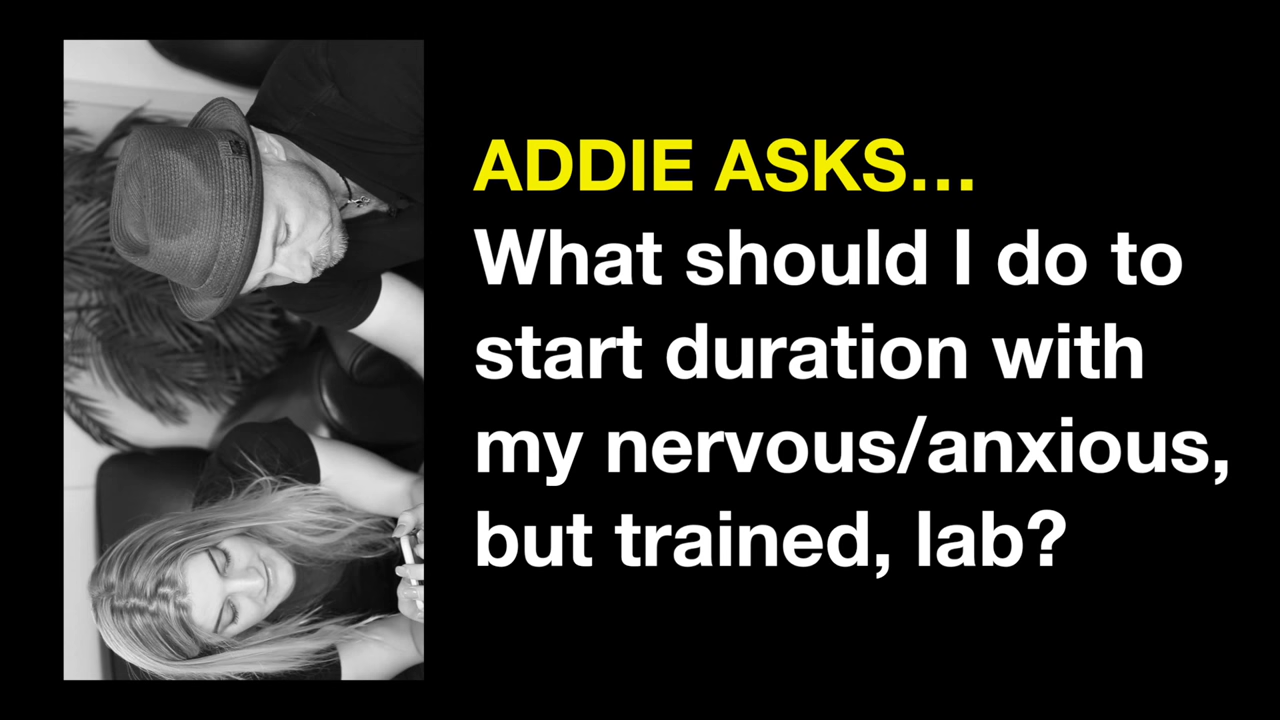 ADDIE ASKS...
What should I do to
start duration with
my nervous/anxious,
but trained, lab?